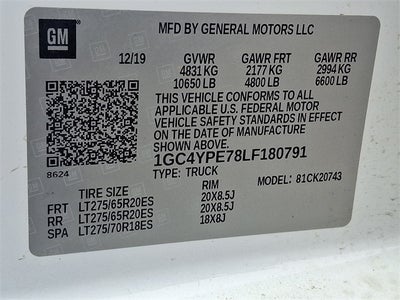 GM
MFD BY GENERAL MOTORS LLC
12/19 GVWR GAWR FRT GAWR RR
4831 KG 2177 KG 2994 KG
10650 LB 4800 LB 6600 LB
THIS VEHICLE CONFORMS TO ALL
APPLICABLE U.S. FEDERAL MOTOR
VEHICLE SAFETY STANDARDS IN EFFECT
ON THE DATE OF MANUFACTURE SHOWN ABOVE.
1GC4YPE78LF180791
8624 TYPE: TRUCK MODEL: 81CK20743
TIRE SIZE RIM
FRT LT275/65R20ES 20X8.5J
RR LT275/65R20ES 20X8.5J
SPA LT275/70R18ES 18X8J